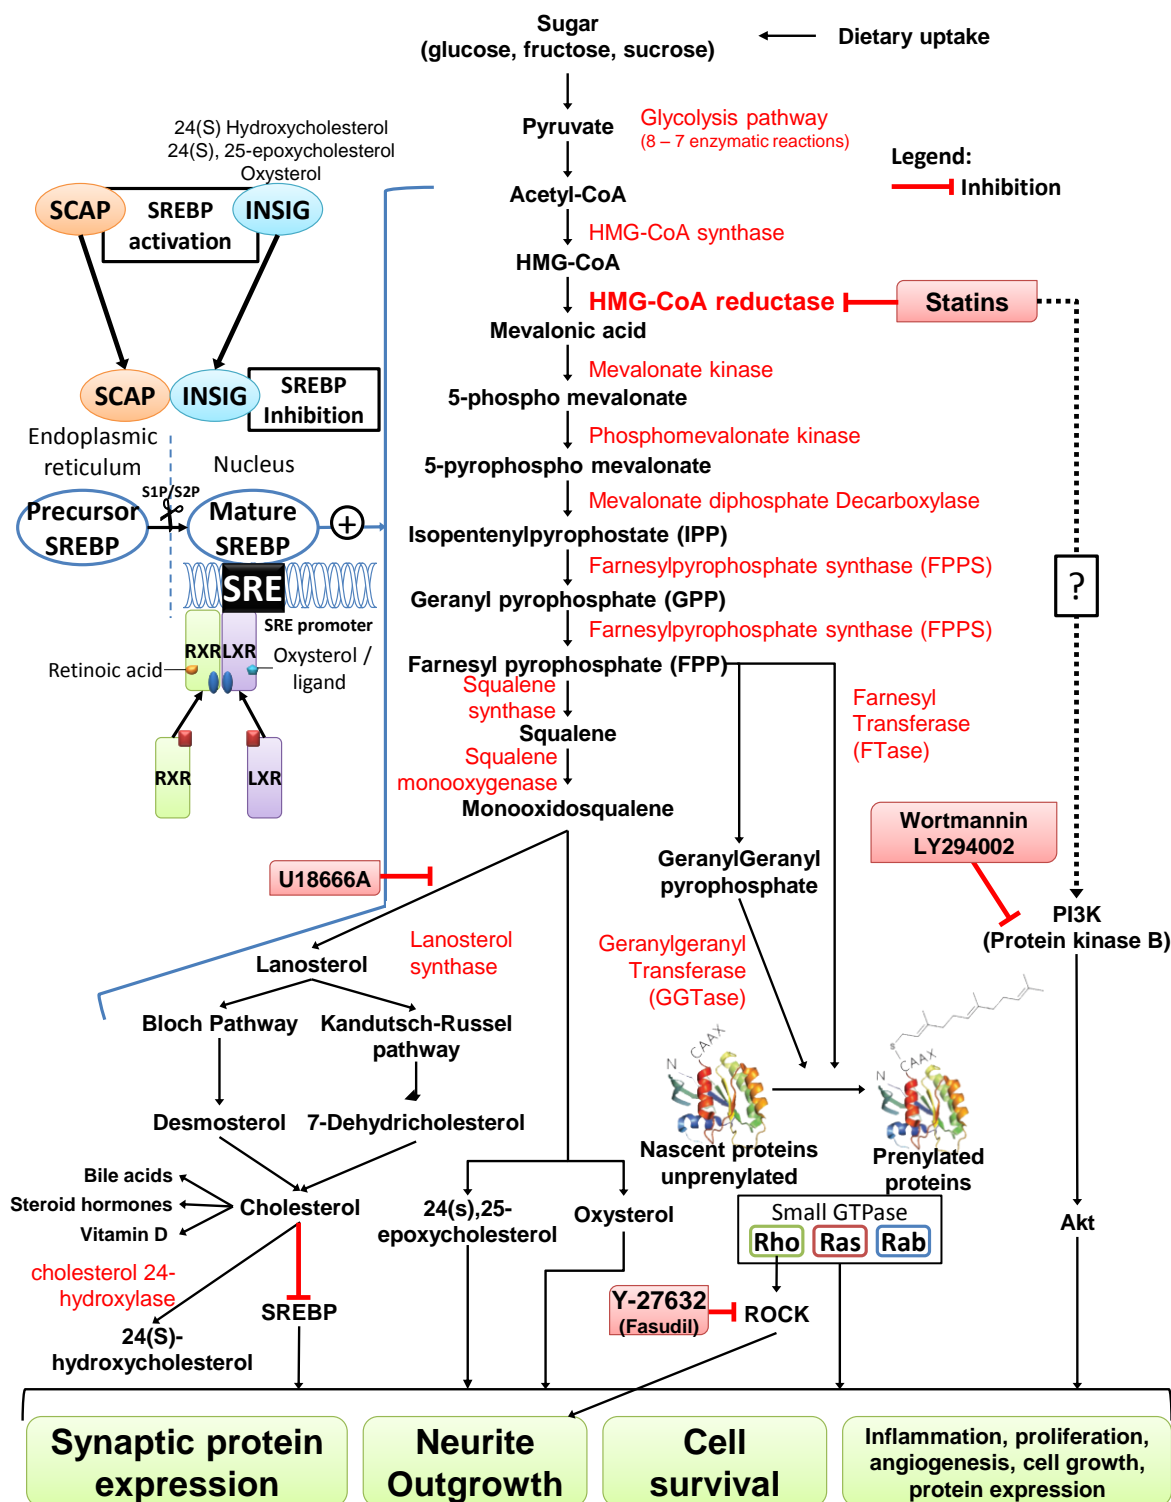 Sugar
(glucose, fructose, sucrose)
Dietary uptake
Pyruvate
Glycolysis pathway
(8 – 7 enzymatic reactions)
Legend:
Inhibition
24(S) Hydroxycholesterol
24(S), 25-epoxycholesterol
Oxysterol
SCAP
SREBP
activation
INSIG
Acetyl-CoA
HMG-CoA synthase
HMG-CoA
HMG-CoA reductase
Statins
Mevalonic acid
Mevalonate kinase
SCAP
INSIG
SREBP
Inhibition
5-phospho mevalonate
Phosphomevalonate kinase
5-pyrophospho mevalonate
Endoplasmic
reticulum
Nucleus
S1P/S2P
Precursor
SREBP
Mature
SREBP
+
Mevalonate diphosphate Decarboxylase
Isopentenylpyrophostate (IPP)
Farnesylpyrophosphate synthase (FPPS)
?
SRE
Geranyl pyrophosphate (GPP)
SRE promoter
Farnesylpyrophosphate synthase (FPPS)
RXR
LXR
Retinoic acid
Oxysterol /
ligand
Farnesyl pyrophosphate (FPP)
Squalene
synthase
Farnesyl
Transferase
(FTase)
Squalene
Squalene
monooxygenase
RXR
LXR
Monooxidosqualene
Wortmannin
LY294002
GeranylGeranyl
pyrophosphate
U18666A
PI3K
(Protein kinase B)
Lanosterol
synthase
Lanosterol
Geranylgeranyl
Transferase
(GGTase)
Bloch Pathway
Kandutsch-Russel
pathway
N
CAAX
S
N
CAAX
Desmosterol
7-Dehydricholesterol
Nascent proteins
unprenylated
Prenylated
proteins
Bile acids
Steroid hormones
Vitamin D
Cholesterol
24(s),25-
epoxycholesterol
Oxysterol
Small GTPase
Rho
Ras
Rab
Akt
cholesterol 24-
hydroxylase
SREBP
Y-27632
(Fasudil)
ROCK
24(S)-
hydroxycholesterol
Synaptic protein
expression
Neurite
Outgrowth
Cell
survival
Inflammation, proliferation,
angiogenesis, cell growth,
protein expression